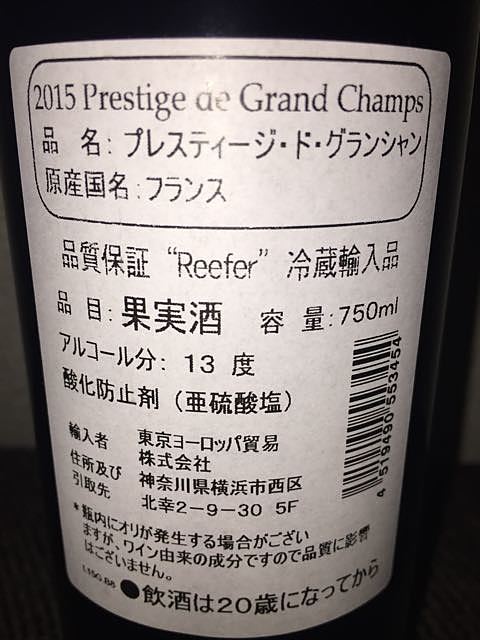 2015 Prestige de Grand Champs
品 名：プレスティージ・ド・グランシャン
原産国名：フランス
品質保証 “Reefer” 冷蔵輸入品
品 目：果実酒 容 量：750ml
アルコール分： 13 度
酸化防止剤（亜硫酸塩）
輸入者 東京ヨーロッパ貿易
株式会社
住所及び 神奈川県横浜市西区
引取先 北幸2－9－30 5F
4 519490 553454
＊瓶内にオリが発生する場合がござい
ますが、ワイン由来の成分ですので品質に影響
はございません。
●飲酒は20歳になってから